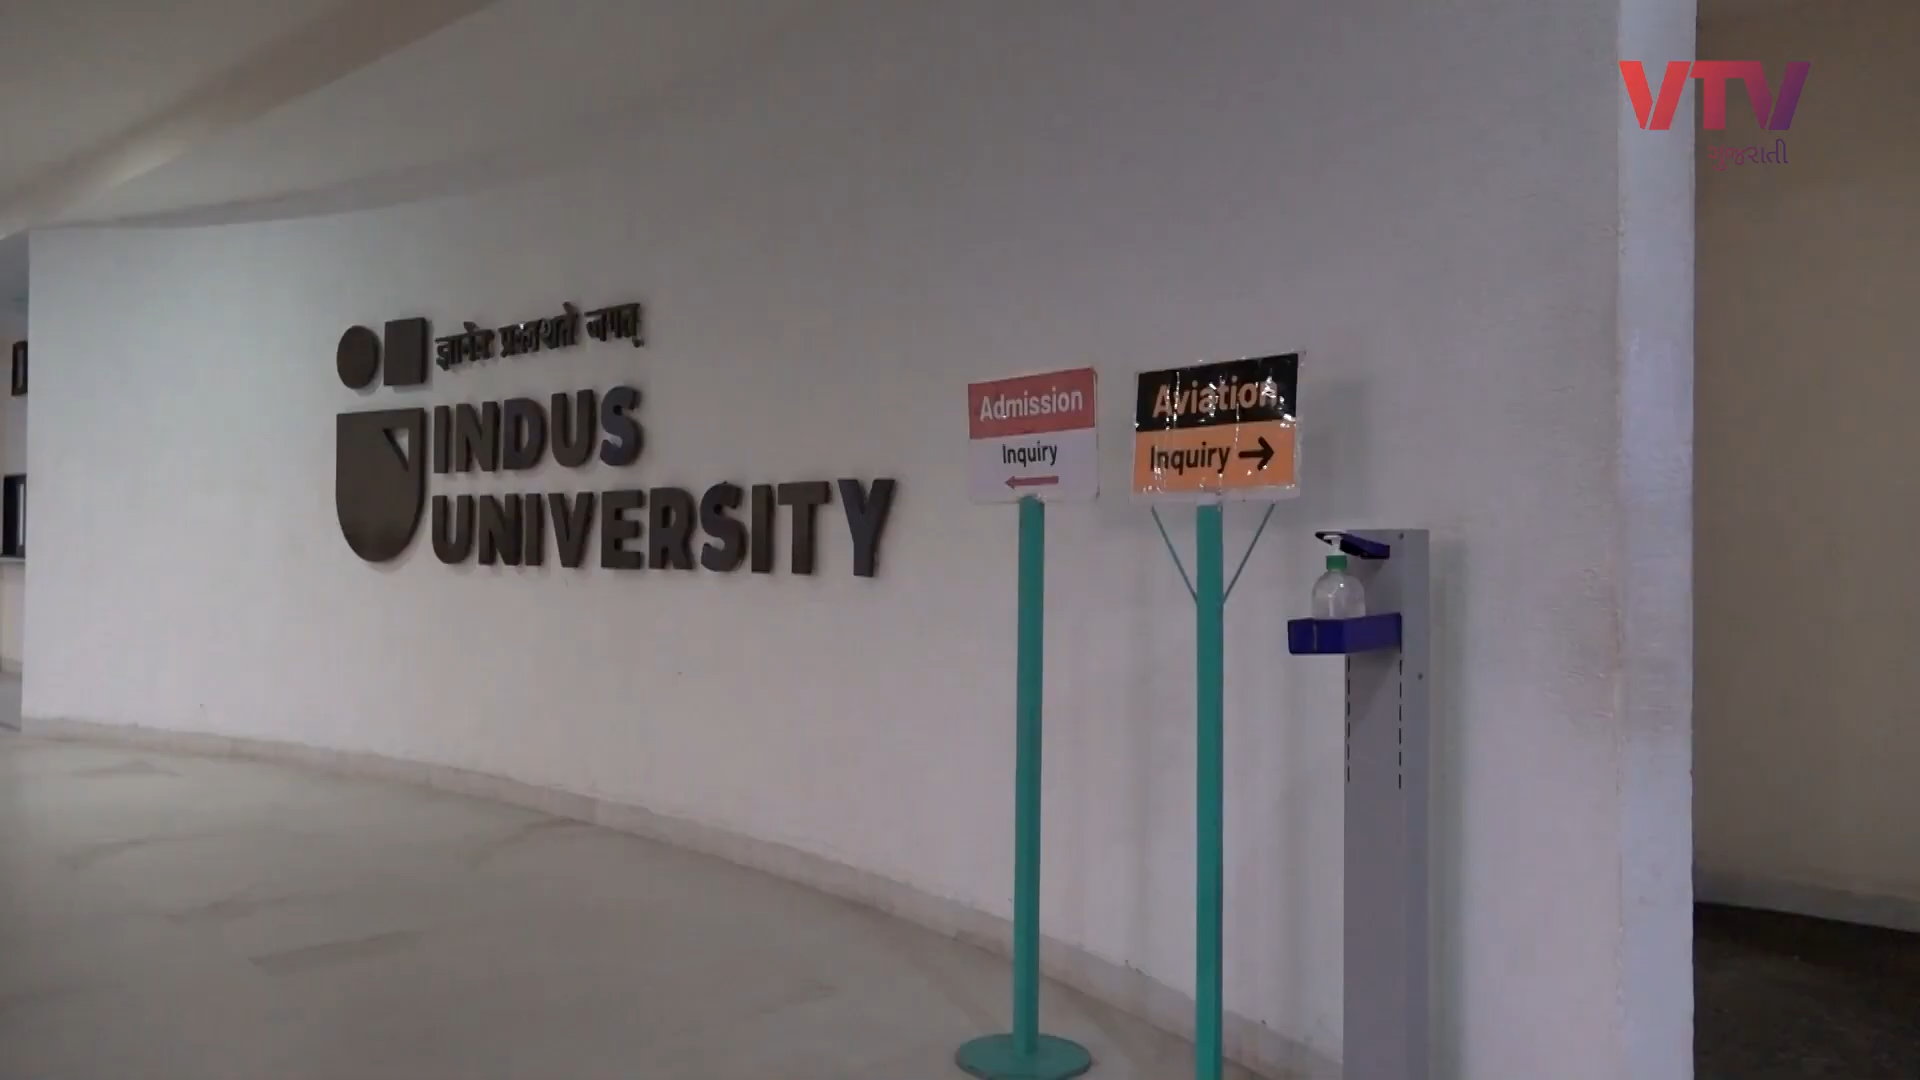 ज्ञानेन प्रकाशते जगत्
INDUS
UNIVERSITY
Admission
Inquiry
Aviation
Inquiry →
VTV
ગુજરાતી